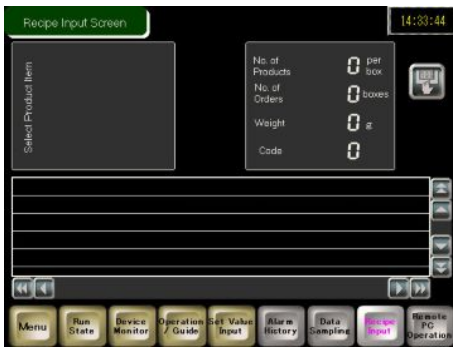 Recipe Input Screen
14:33:44
Select Product Item
No. of
Products
0
per
box
No. of
Orders
0
boxes
Weight
0
g
Code
0
Menu
Run
State
Device
Monitor
Operation
/ Guide
Set Value
Input
Alarm
History
Data
Sampling
Recipe
Input
Remote
PC
Operation